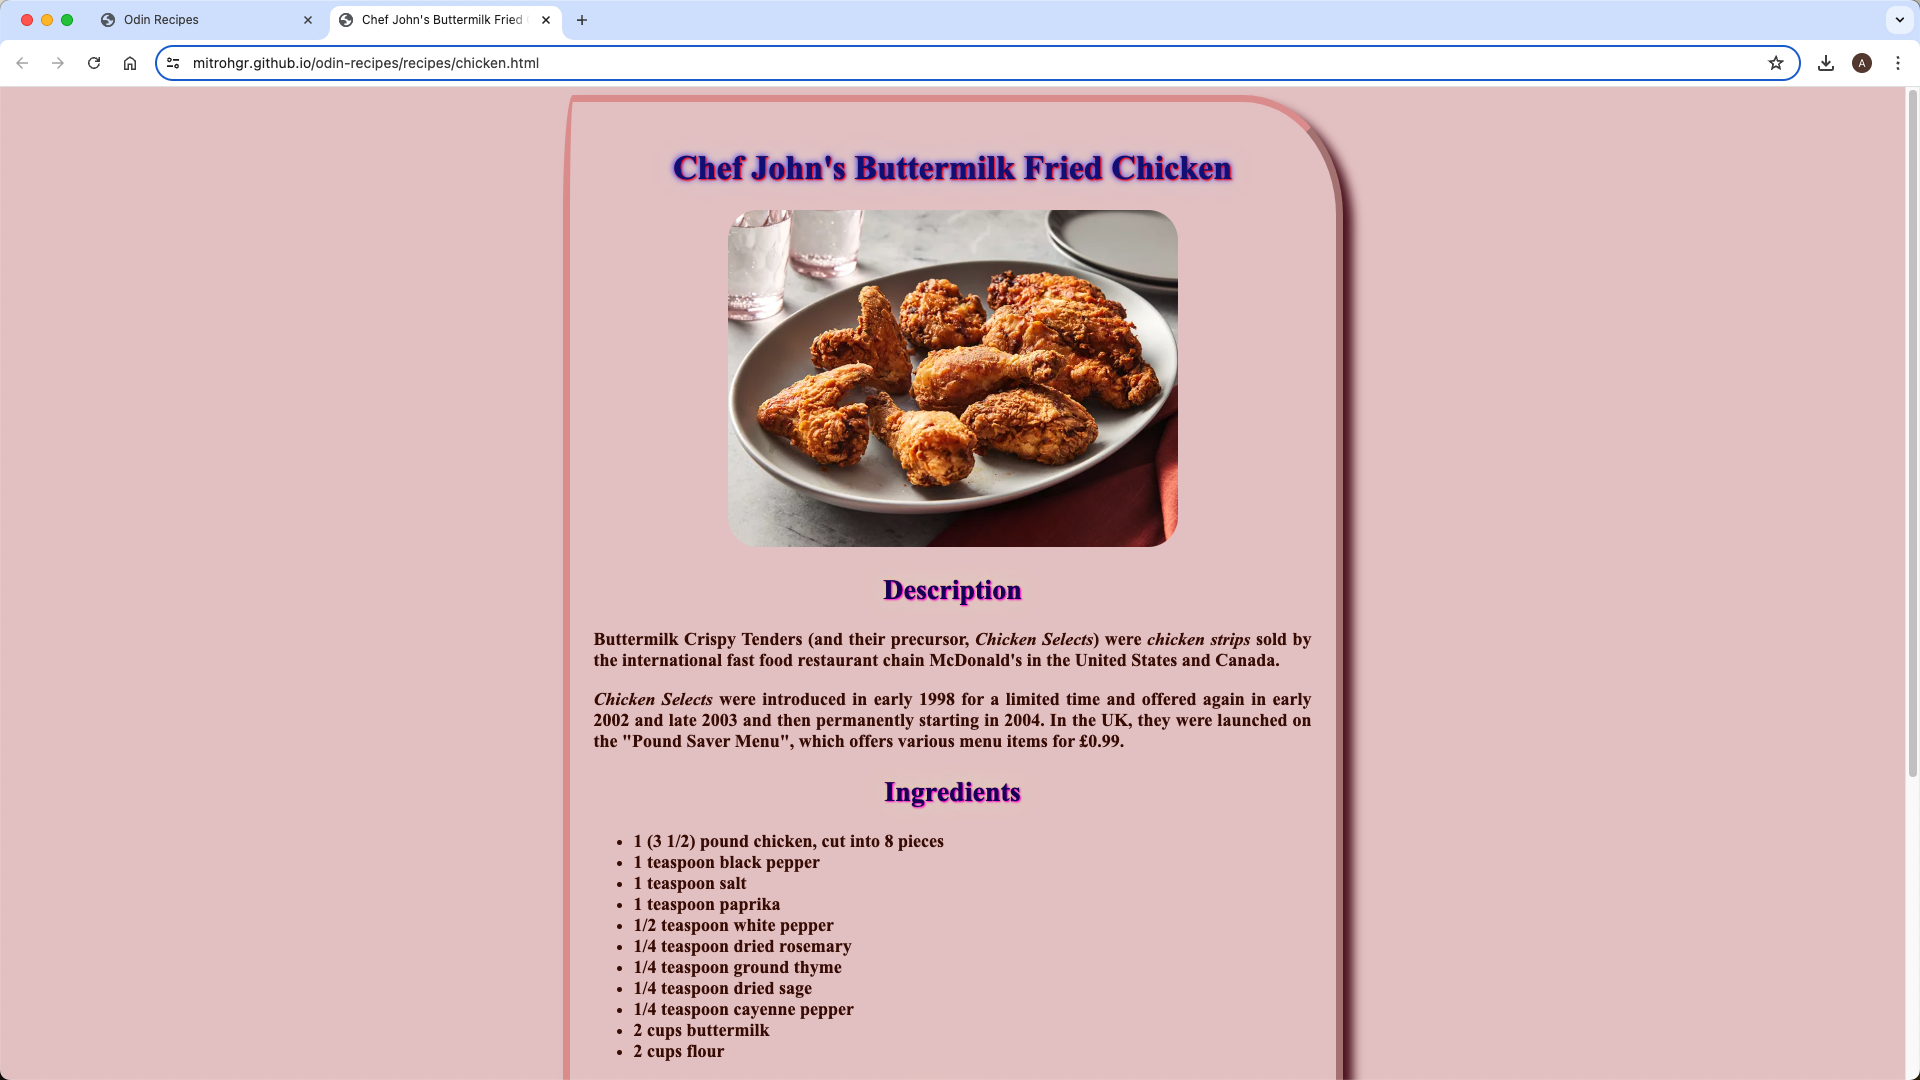 Odin Recipes
Chef John's Buttermilk Fried
mitrohgr.github.io/odin-recipes/recipes/chicken.html
A
Chef John's Buttermilk Fried Chicken
Description
Buttermilk Crispy Tenders (and their precursor, Chicken Selects) were chicken strips sold by
the international fast food restaurant chain McDonald's in the United States and Canada.
Chicken Selects were introduced in early 1998 for a limited time and offered again in early
2002 and late 2003 and then permanently starting in 2004. In the UK, they were launched on
the "Pound Saver Menu", which offers various menu items for £0.99.
Ingredients
• 1 (3 1/2) pound chicken, cut into 8 pieces
• 1 teaspoon black pepper
• 1 teaspoon salt
• 1 teaspoon paprika
• 1/2 teaspoon white pepper
• 1/4 teaspoon dried rosemary
• 1/4 teaspoon ground thyme
• 1/4 teaspoon dried sage
• 1/4 teaspoon cayenne pepper
• 2 cups buttermilk
• 2 cups flour